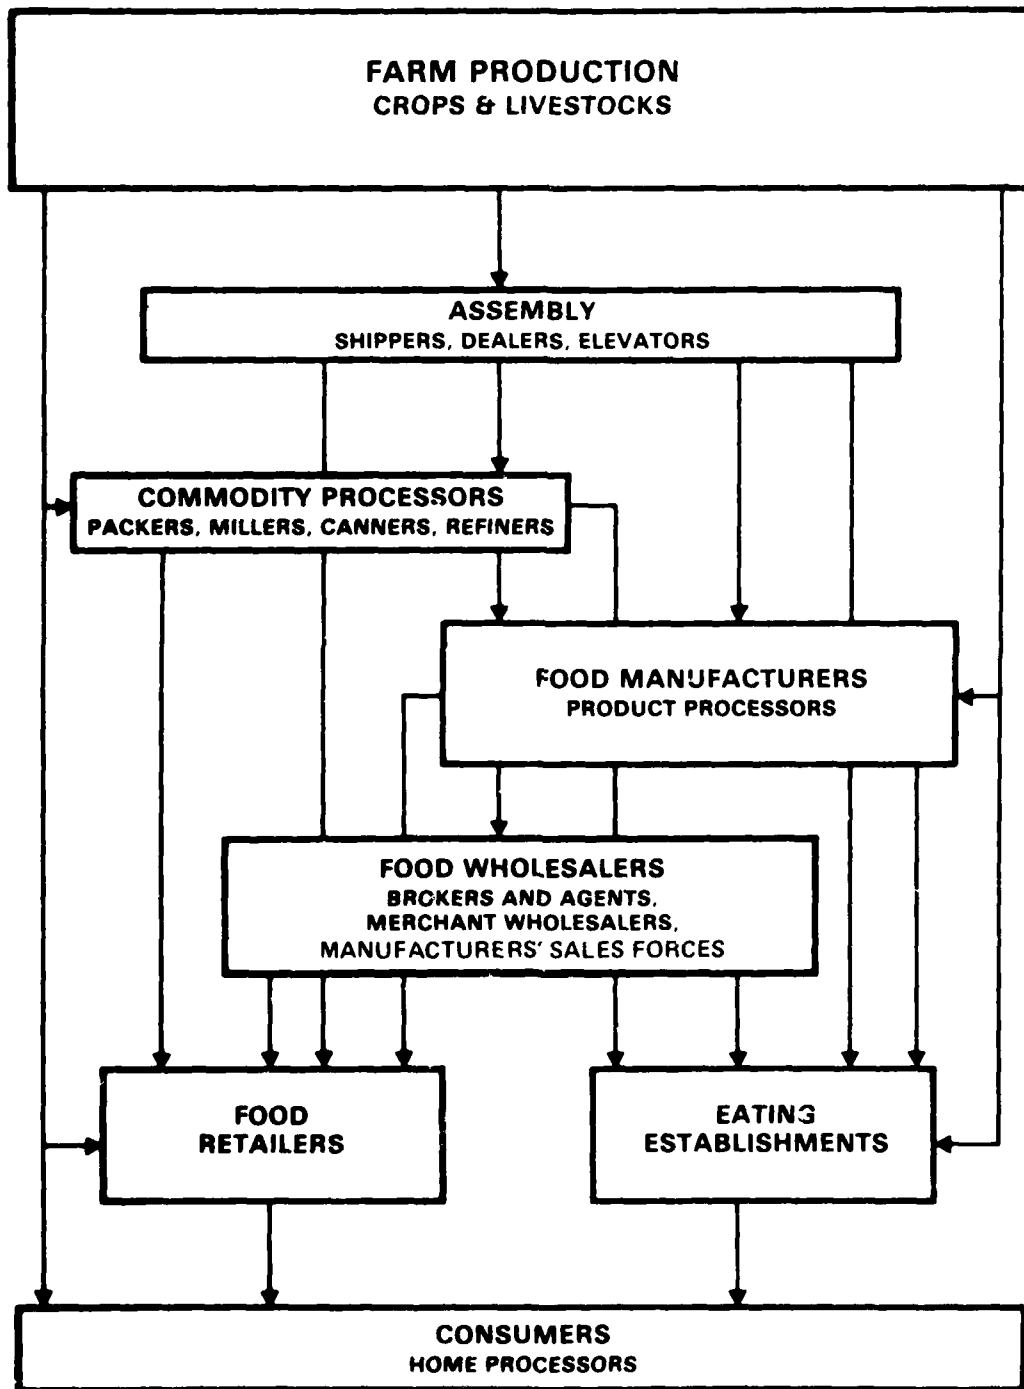 FARM PRODUCTION
CROPS & LIVESTOCKS
ASSEMBLY
SHIPPERS, DEALERS, ELEVATORS
COMMODITY PROCESSORS
PACKERS, MILLERS, CANNERS, REFINERS
FOOD MANUFACTURERS
PRODUCT PROCESSORS
FOOD WHOLESALERS
BROKERS AND AGENTS,
MERCHANT WHOLESALERS,
MANUFACTURERS' SALES FORCES
FOOD
RETAILERS
EATING
ESTABLISHMENTS
CONSUMERS
HOME PROCESSORS